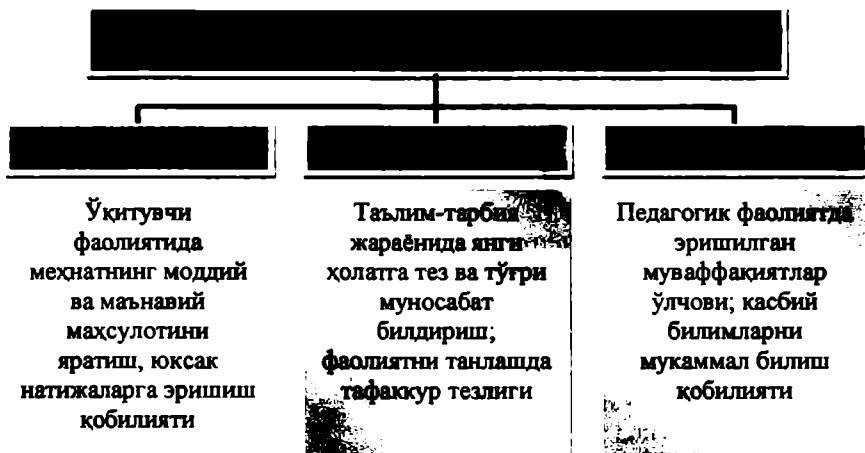 Ўқитувчи
фаолиятида
меҳнатнинг моддий
ва маънавий
маҳсулотини
яратиш, юксак
натижаларга эришиш
қобилияти
Таълим-тарбия
жараёнида янги
ҳолатга тез ва тўғри
муносабат
билдириш;
фаолиятни танлашда
тафаккур тезлиги
Педагогик фаолиятда
эришилган
муваффақиятлар
ўлчови; касбий
билимларни
мукаммал билиш
қобилияти